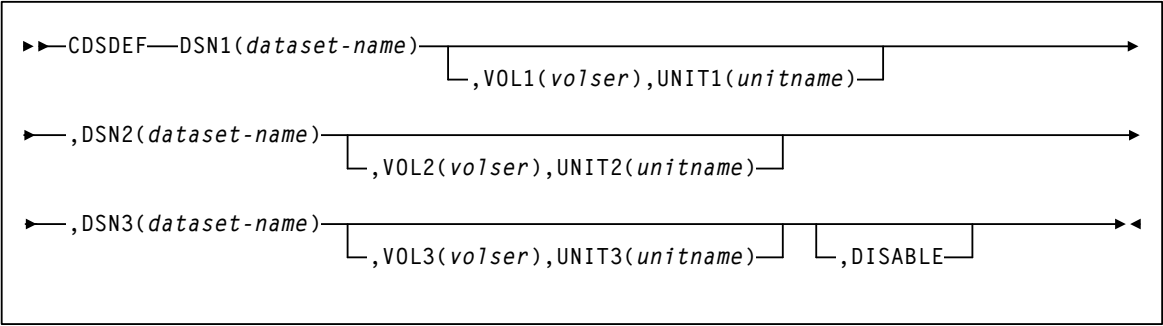 CDSDEF DSN1(dataset-name)
,VOL1(volser),UNIT1(unitname)
,DSN2(dataset-name)
,VOL2(volser),UNIT2(unitname)
,DSN3(dataset-name)
,VOL3(volser),UNIT3(unitname) ,DISABLE